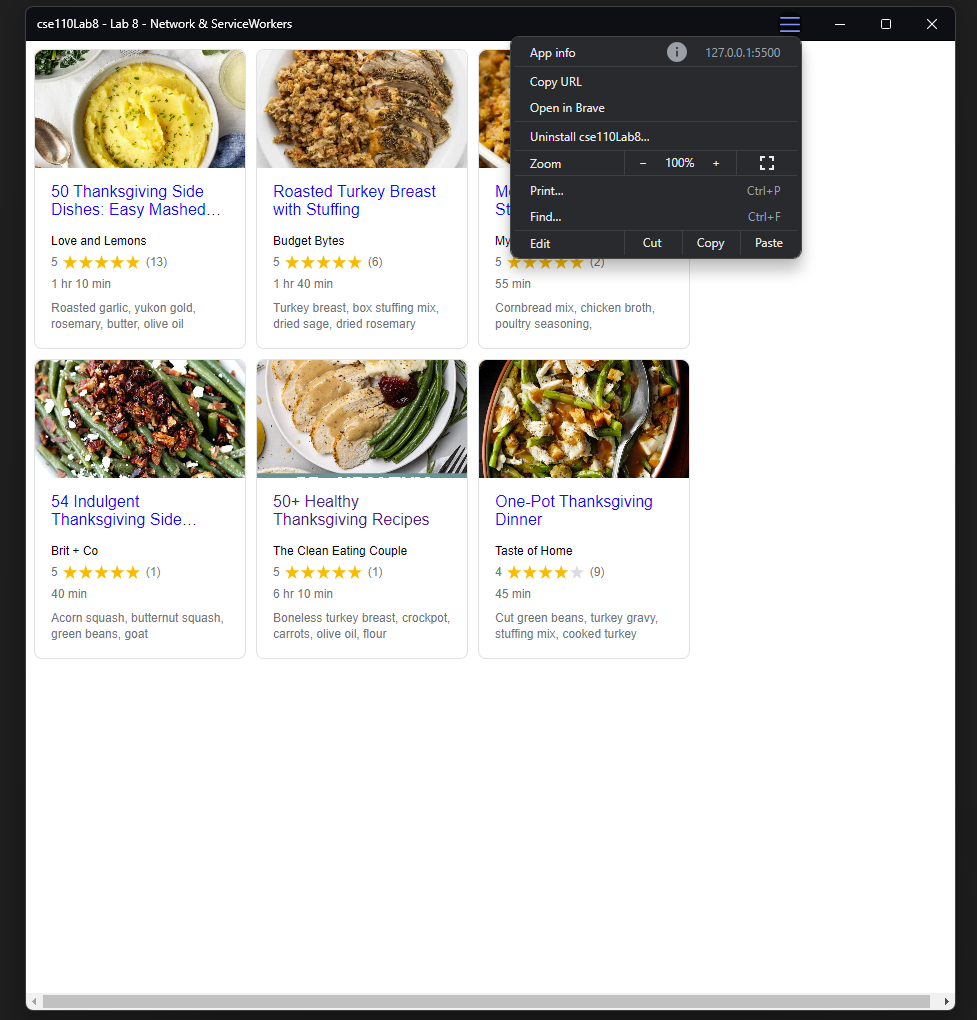 cse110Lab8 - Lab 8 - Network & ServiceWorkers
App info 127.0.0.1:5500
Copy URL
Open in Brave
Uninstall cse110Lab8...
Zoom − 100% +
Print... Ctrl+P
Find... Ctrl+F
Edit Cut Copy Paste
50 Thanksgiving Side
Dishes: Easy Mashed…
Love and Lemons
5 ★★★★★ (13)
1 hr 10 min
Roasted garlic, yukon gold,
rosemary, butter, olive oil
Roasted Turkey Breast
with Stuffing
Budget Bytes
5 ★★★★★ (6)
1 hr 40 min
Turkey breast, box stuffing mix,
dried sage, dried rosemary
St
My
5 ★★★★★ (2)
55 min
Cornbread mix, chicken broth,
poultry seasoning,
54 Indulgent
Thanksgiving Side…
Brit + Co
5 ★★★★★ (1)
40 min
Acorn squash, butternut squash,
green beans, goat
50+ Healthy
Thanksgiving Recipes
The Clean Eating Couple
5 ★★★★★ (1)
6 hr 10 min
Boneless turkey breast, crockpot,
carrots, olive oil, flour
One-Pot Thanksgiving
Dinner
Taste of Home
4 ★★★★★ (9)
45 min
Cut green beans, turkey gravy,
stuffing mix, cooked turkey